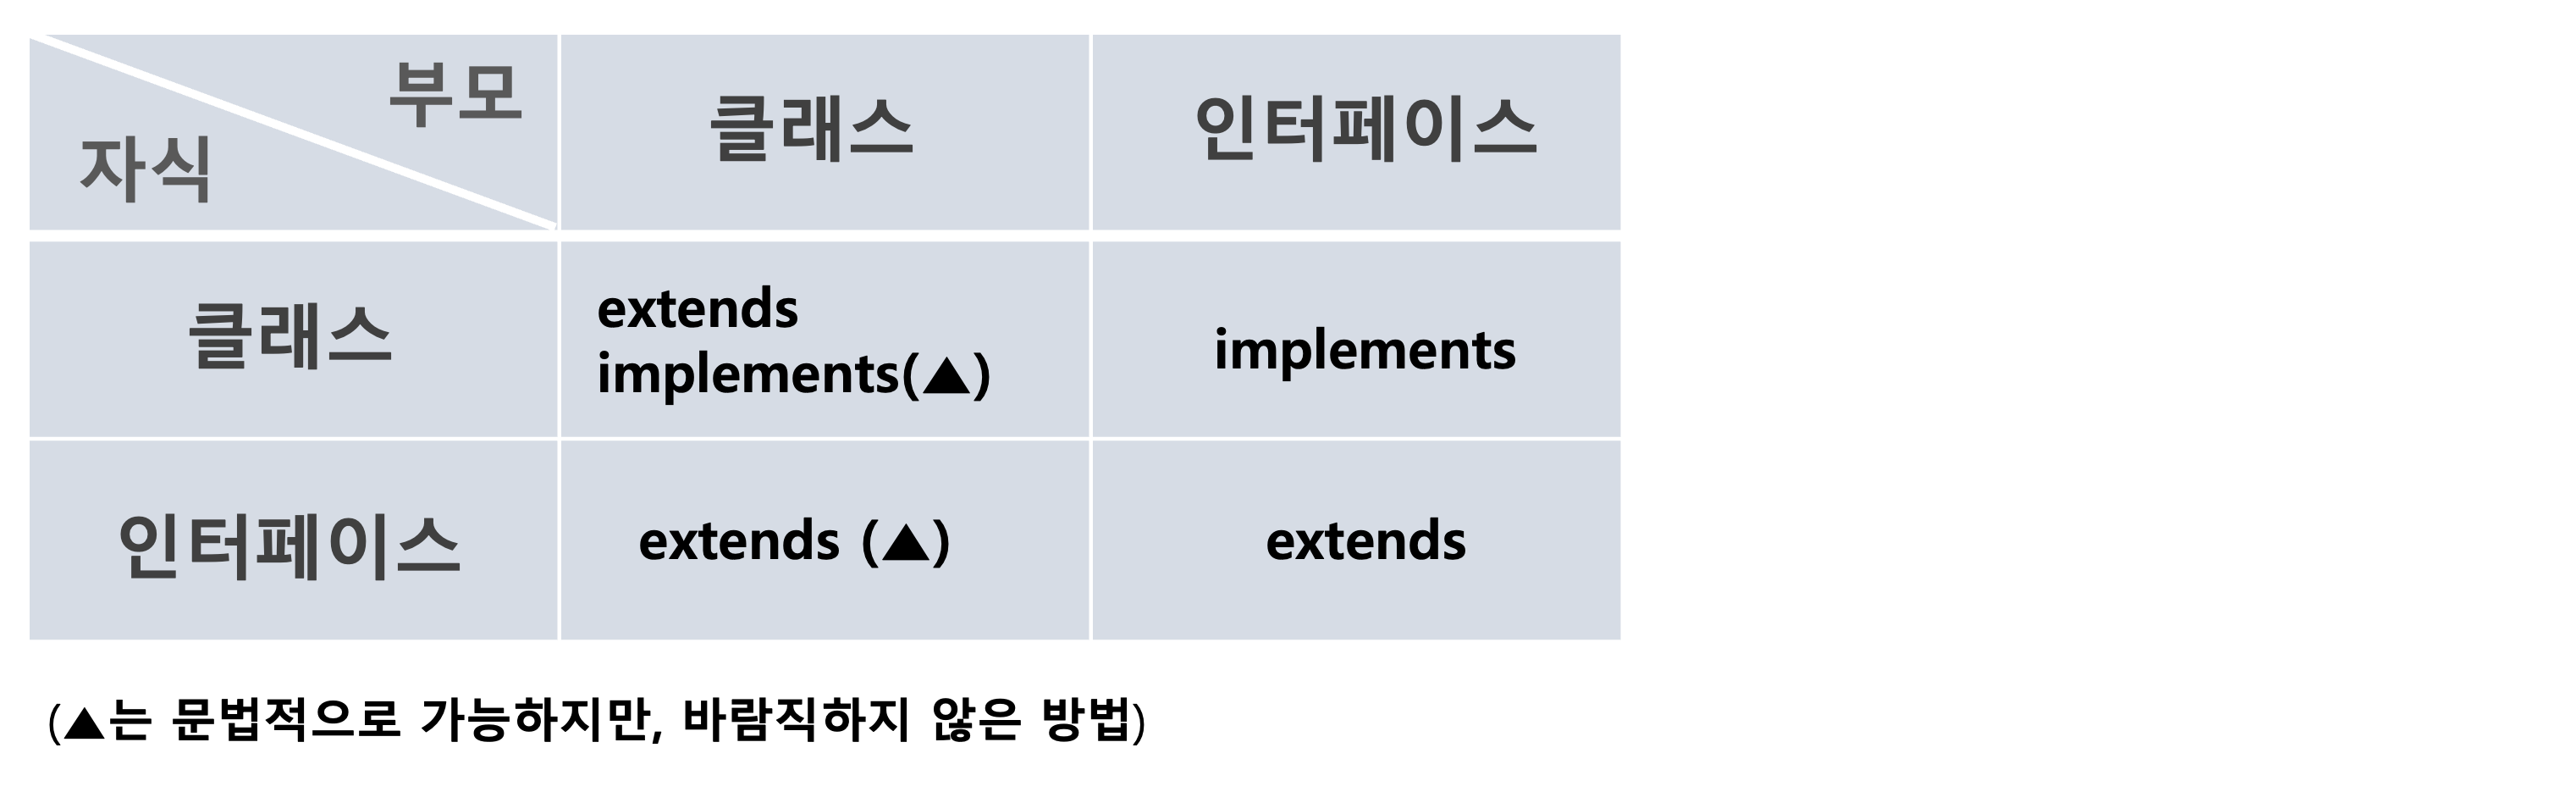 부모
자식
클래스
인터페이스
클래스
extends
implements(▲)
implements
인터페이스
extends (▲)
extends
(▲는 문법적으로 가능하지만, 바람직하지 않은 방법)